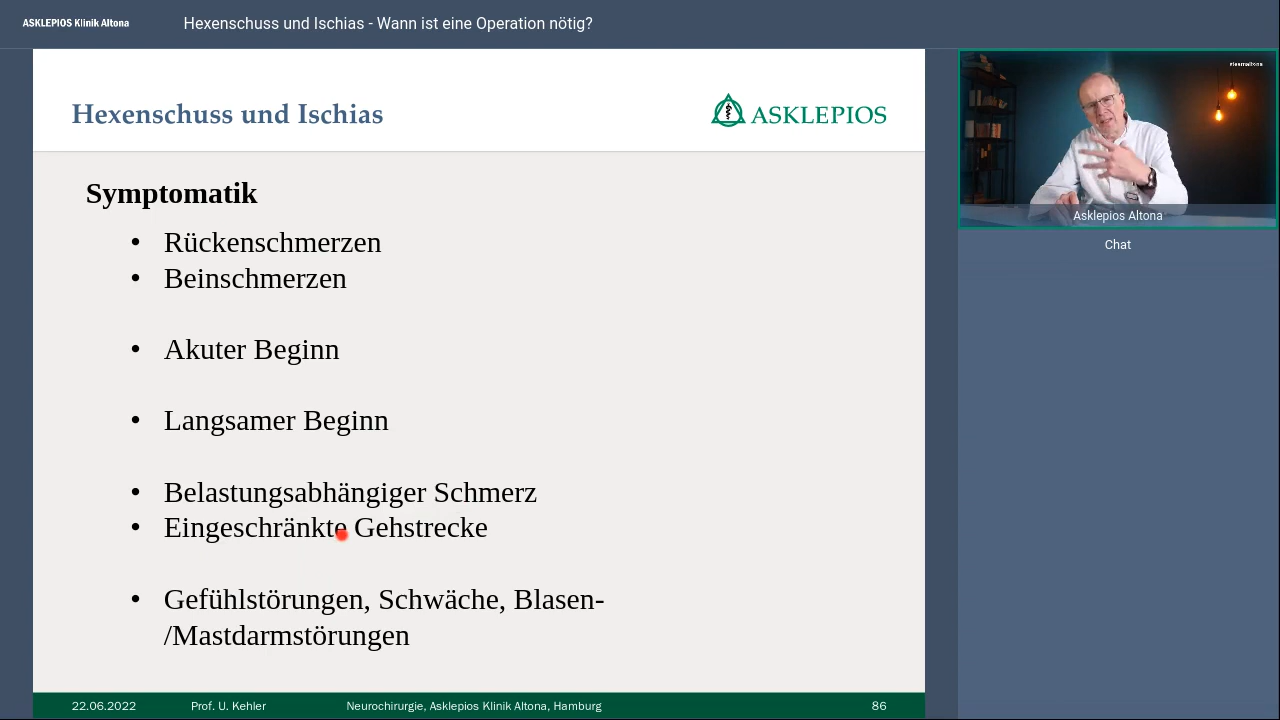 ASKLEPIOS Klinik Altona
Hexenschuss und Ischias - Wann ist eine Operation nötig?
Hexenschuss und Ischias
ASKLEPIOS
#teamaltona
Asklepios Altona
Chat
Symptomatik
• Rückenschmerzen
• Beinschmerzen
• Akuter Beginn
• Langsamer Beginn
• Belastungsabhängiger Schmerz
• Eingeschränkte Gehstrecke
• Gefühlstörungen, Schwäche, Blasen-
/Mastdarmstörungen
22.06.2022 Prof. U. Kehler Neurochirurgie, Asklepios Klinik Altona, Hamburg 86